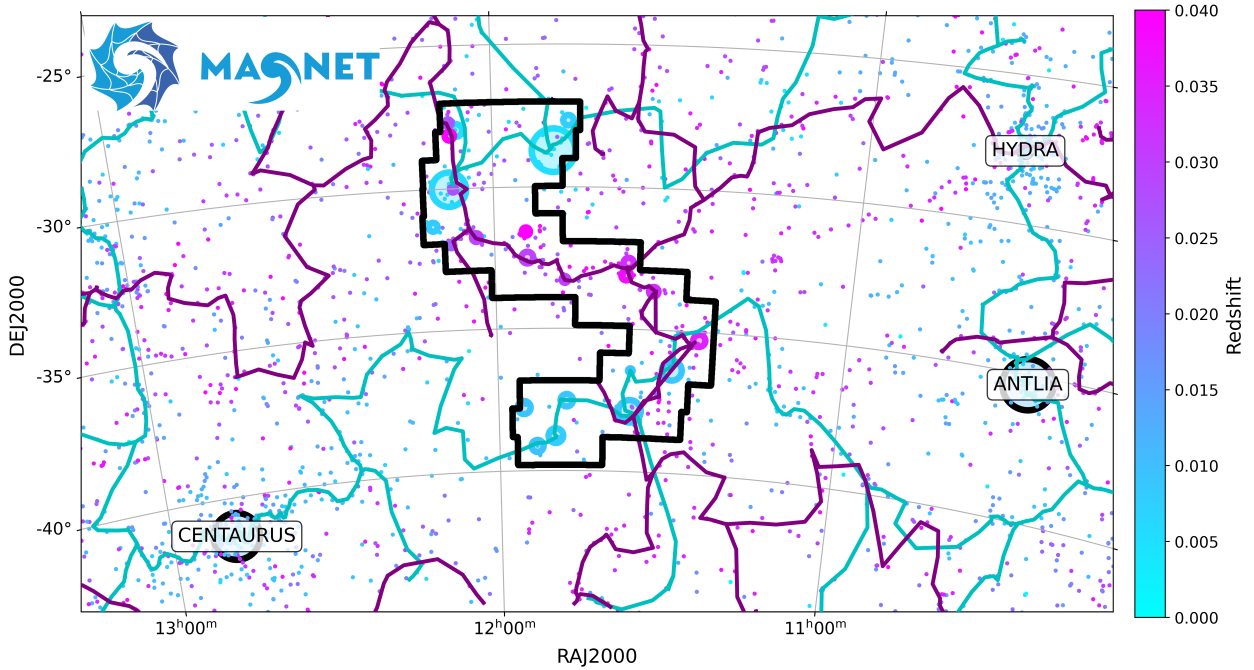 MAGNET
-25°
-30°
-35°
-40°
DEJ2000
HYDRA
ANTLIA
CENTAURUS
13ʰ00ᵐ
12ʰ00ᵐ
11ʰ00ᵐ
RAJ2000
0.040
0.035
0.030
0.025
0.020
0.015
0.010
0.005
0.000
Redshift